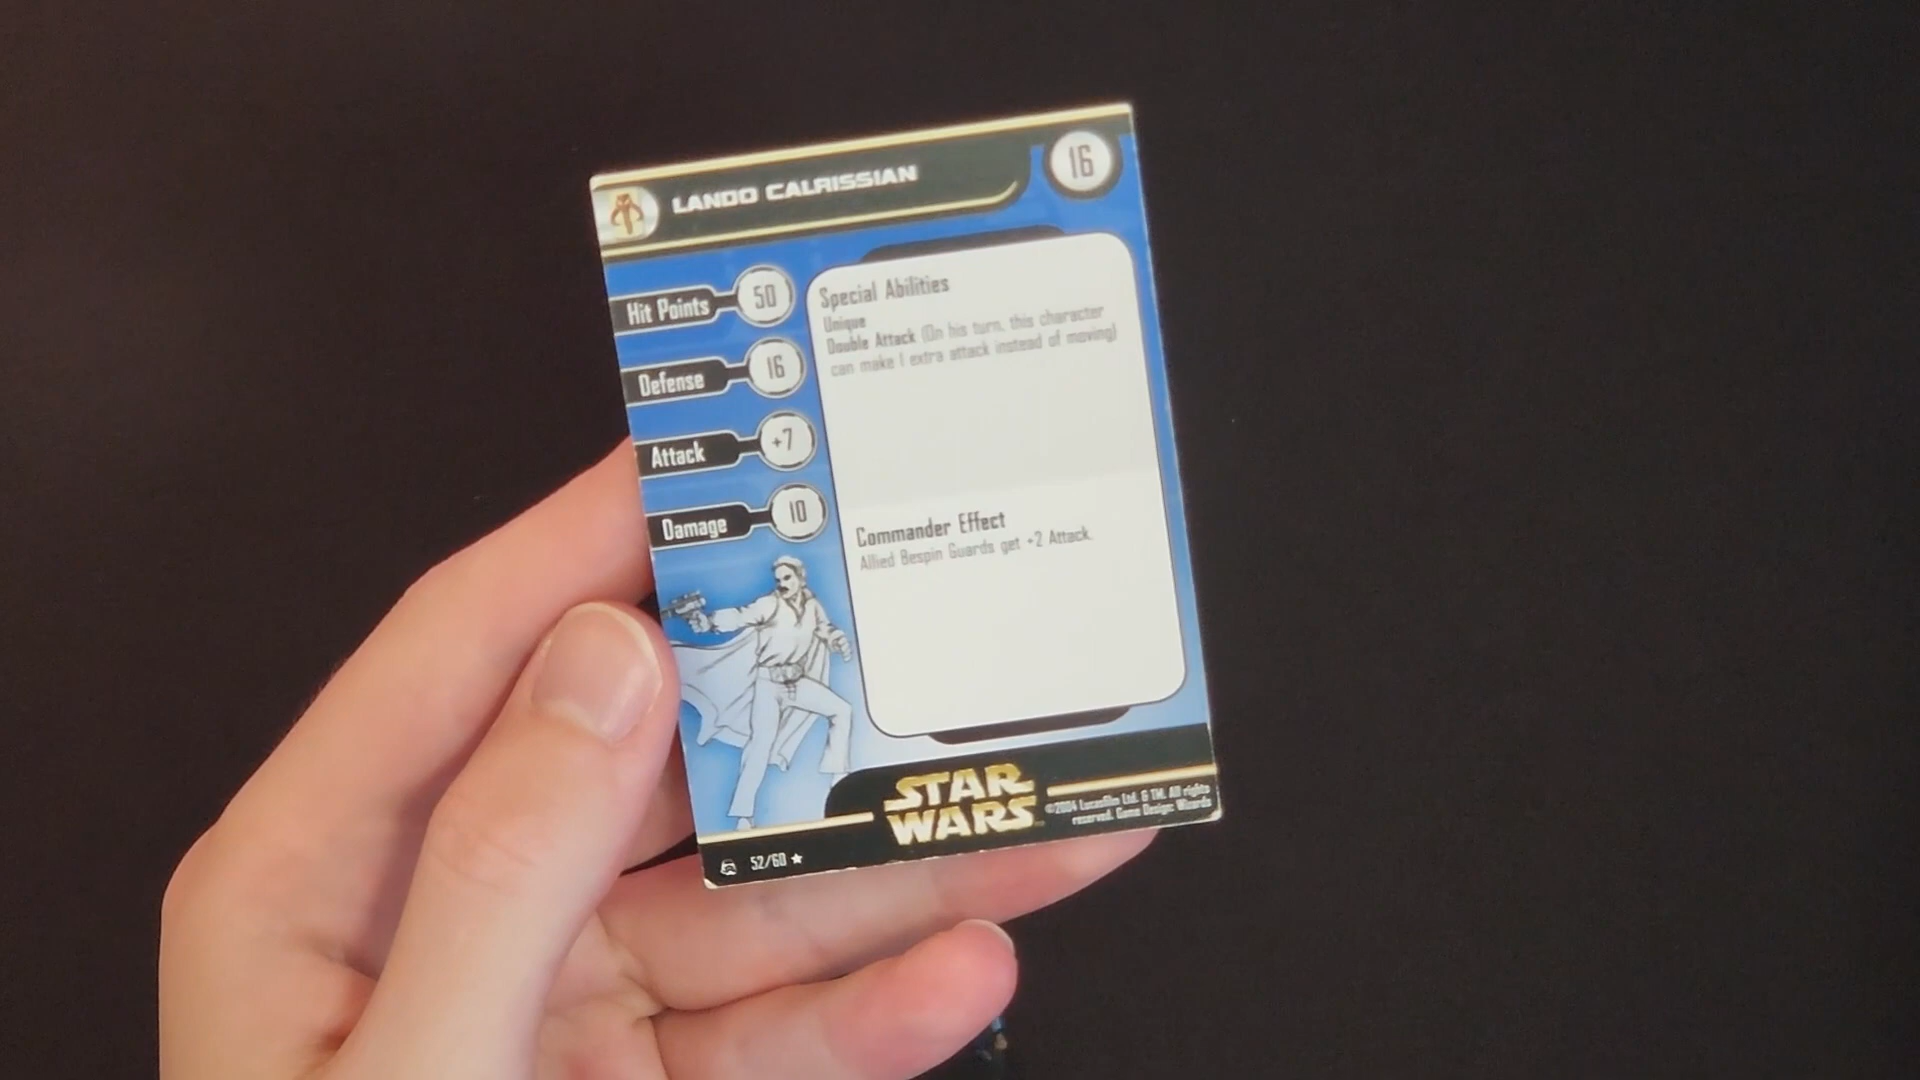 LANDO CALRISSIAN
16
Hit Points 50
Defense 16
Attack +7
Damage 10
Special Abilities
Unique
Double Attack (On his turn, this character
can make 1 extra attack instead of moving)
Commander Effect
Allied Bespin Guards get +2 Attack.
STAR
WARS
©2004 Lucasfilm Ltd. & TM. All rights
reserved. Game Design: Wizards
52/60 ★